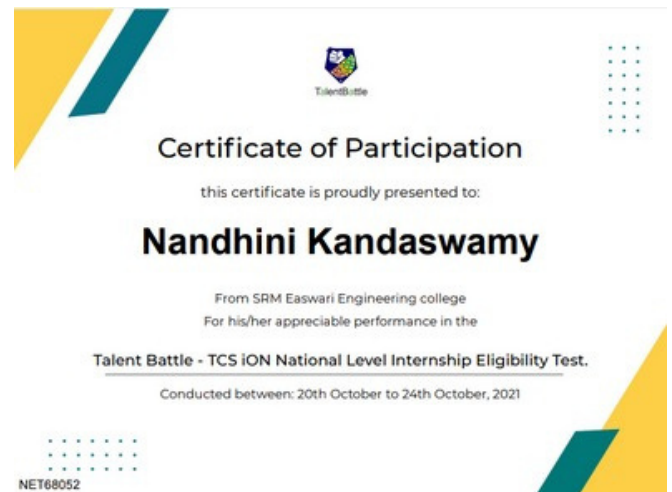 TalentBattle
Certificate of Participation
this certificate is proudly presented to:
Nandhini Kandaswamy
From SRM Easwari Engineering college
For his/her appreciable performance in the
Talent Battle - TCS iON National Level Internship Eligibility Test.
Conducted between: 20th October to 24th October, 2021
NET68052